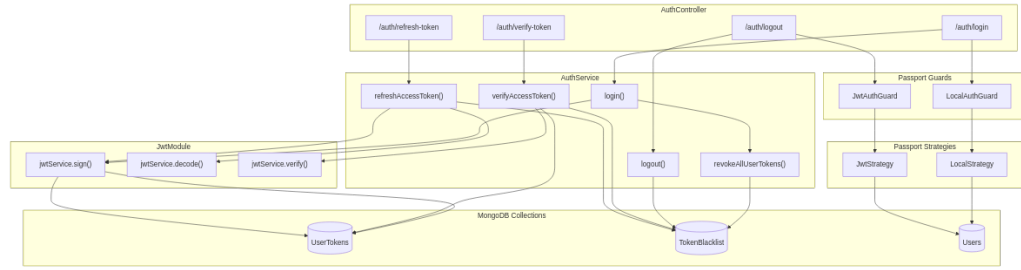 AuthController
/auth/refresh-token
/auth/verify-token
/auth/logout
/auth/login
AuthService
refreshAccessToken()
verifyAccessToken()
login()
logout()
revokeAllUserTokens()
Passport Guards
JwtAuthGuard
LocalAuthGuard
JwtModule
jwtService.sign()
jwtService.decode()
jwtService.verify()
Passport Strategies
JwtStrategy
LocalStrategy
MongoDB Collections
UserTokens
TokenBlacklist
Users